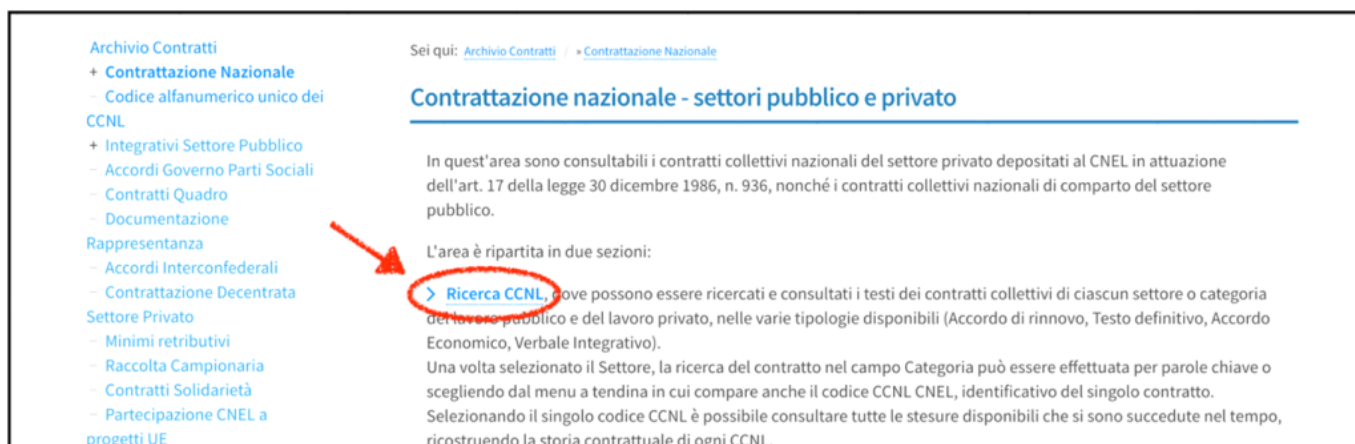 Archivio Contratti
+ Contrattazione Nazionale
– Codice alfanumerico unico dei
CCNL
+ Integrativi Settore Pubblico
– Accordi Governo Parti Sociali
– Contratti Quadro
– Documentazione
Rappresentanza
– Accordi Interconfederali
– Contrattazione Decentrata
Settore Privato
– Minimi retributivi
– Raccolta Campionaria
– Contratti Solidarietà
– Partecipazione CNEL a
progetti UE
Sei qui: Archivio Contratti / » Contrattazione Nazionale
Contrattazione nazionale - settori pubblico e privato
In quest'area sono consultabili i contratti collettivi nazionali del settore privato depositati al CNEL in attuazione
dell'art. 17 della legge 30 dicembre 1986, n. 936, nonché i contratti collettivi nazionali di comparto del settore
pubblico.
L'area è ripartita in due sezioni:
> Ricerca CCNL, dove possono essere ricercati e consultati i testi dei contratti collettivi di ciascun settore o categoria
del lavoro pubblico e del lavoro privato, nelle varie tipologie disponibili (Accordo di rinnovo, Testo definitivo, Accordo
Economico, Verbale Integrativo).
Una volta selezionato il Settore, la ricerca del contratto nel campo Categoria può essere effettuata per parole chiave o
scegliendo dal menu a tendina in cui compare anche il codice CCNL CNEL, identificativo del singolo contratto.
Selezionando il singolo codice CCNL è possibile consultare tutte le stesure disponibili che si sono succedute nel tempo,
ricostruendo la storia contrattuale di ogni CCNL.